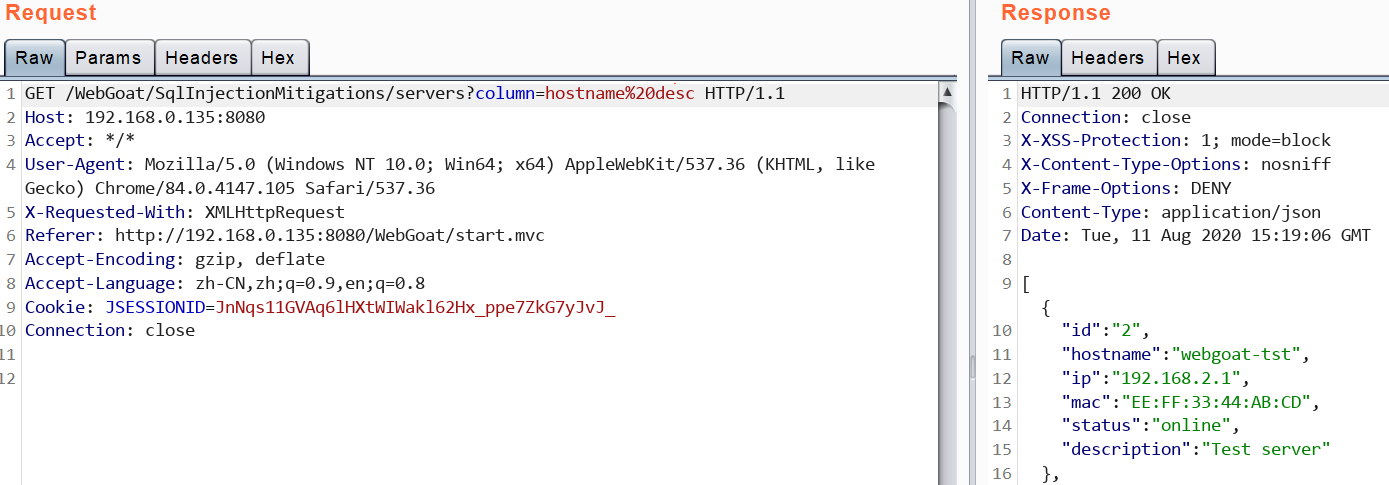 Request
Raw Params Headers Hex
1 GET /WebGoat/SqlInjectionMitigations/servers?column=hostname%20desc HTTP/1.1
2 Host: 192.168.0.135:8080
3 Accept: */*
4 User-Agent: Mozilla/5.0 (Windows NT 10.0; Win64; x64) AppleWebKit/537.36 (KHTML, like
Gecko) Chrome/84.0.4147.105 Safari/537.36
5 X-Requested-With: XMLHttpRequest
6 Referer: http://192.168.0.135:8080/WebGoat/start.mvc
7 Accept-Encoding: gzip, deflate
8 Accept-Language: zh-CN,zh;q=0.9,en;q=0.8
9 Cookie: JSESSIONID=JnNqs11GVAq6lHXtWIWakl62Hx_ppe7ZkG7yJvJ_
10 Connection: close
11
12
Response
Raw Headers Hex
1 HTTP/1.1 200 OK
2 Connection: close
3 X-XSS-Protection: 1; mode=block
4 X-Content-Type-Options: nosniff
5 X-Frame-Options: DENY
6 Content-Type: application/json
7 Date: Tue, 11 Aug 2020 15:19:06 GMT
8
9 [
{
10 "id":"2",
11 "hostname":"webgoat-tst",
12 "ip":"192.168.2.1",
13 "mac":"EE:FF:33:44:AB:CD",
14 "status":"online",
15 "description":"Test server"
16 },